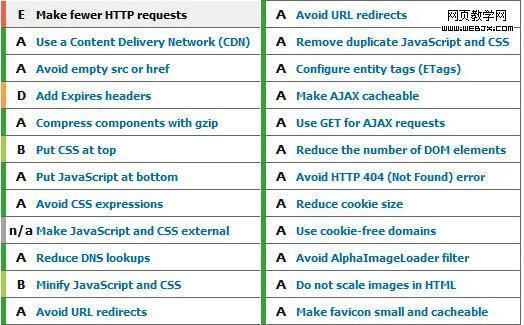 E Make fewer HTTP requests
A Use a Content Delivery Network (CDN)
A Avoid empty src or href
D Add Expires headers
A Compress components with gzip
B Put CSS at top
A Put JavaScript at bottom
A Avoid CSS expressions
n/a Make JavaScript and CSS external
A Reduce DNS lookups
B Minify JavaScript and CSS
A Avoid URL redirects
A Avoid URL redirects
A Remove duplicate JavaScript and CSS
A Configure entity tags (ETags)
A Make AJAX cacheable
A Use GET for AJAX requests
A Reduce the number of DOM elements
A Avoid HTTP 404 (Not Found) error
A Reduce cookie size
A Use cookie-free domains
A Avoid AlphaImageLoader filter
A Do not scale images in HTML
A Make favicon small and cacheable
网页教学网
www.webjx.com